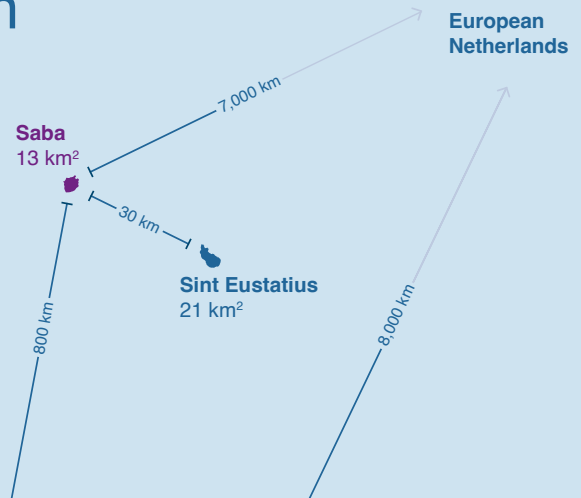 European
Netherlands
7,000 km
Saba
13 km²
30 km
Sint Eustatius
21 km²
800 km
8,000 km